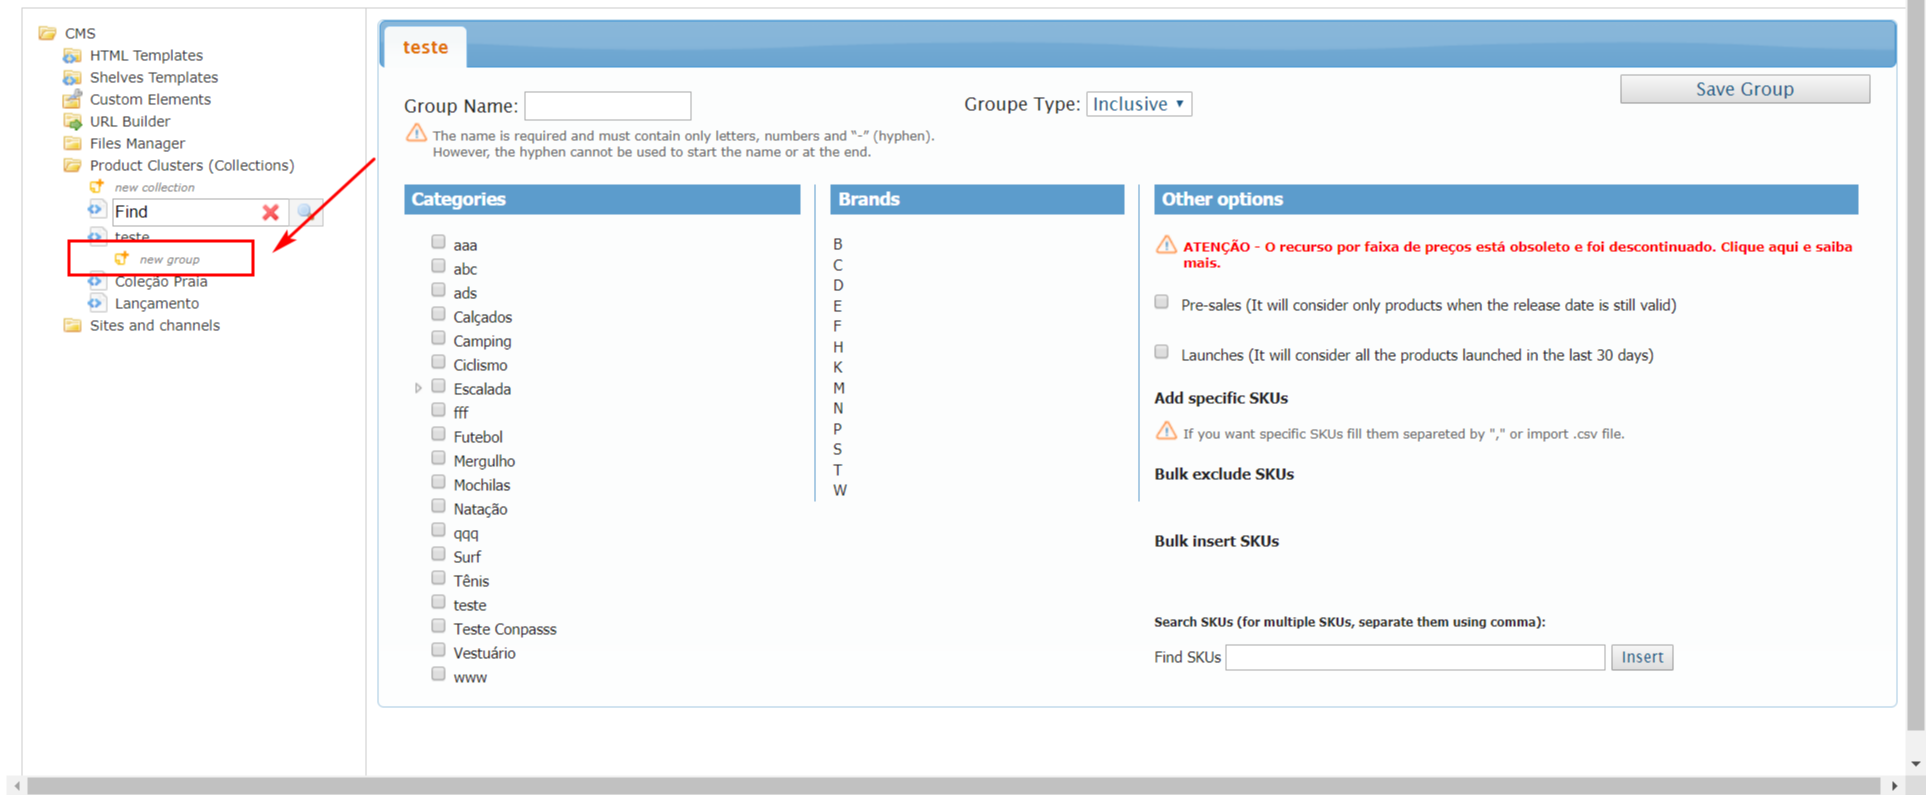 CMS
HTML Templates
Shelves Templates
Custom Elements
URL Builder
Files Manager
Product Clusters (Collections)
new collection
Find
teste
new group
Coleção Praia
Lançamento
Sites and channels
teste
Save Group
Group Name:
Groupe Type: Inclusive
The name is required and must contain only letters, numbers and “-” (hyphen).
However, the hyphen cannot be used to start the name or at the end.
Categories
aaa
abc
ads
Calçados
Camping
Ciclismo
Escalada
fff
Futebol
Mergulho
Mochilas
Natação
qqq
Surf
Tênis
teste
Teste Conpasss
Vestuário
www
Brands
B
C
D
E
F
H
K
M
N
P
S
T
W
Other options
ATENÇÃO - O recurso por faixa de preços está obsoleto e foi descontinuado. Clique aqui e saiba
mais.
Pre-sales (It will consider only products when the release date is still valid)
Launches (It will consider all the products launched in the last 30 days)
Add specific SKUs
If you want specific SKUs fill them separeted by "," or import .csv file.
Bulk exclude SKUs
Bulk insert SKUs
Search SKUs (for multiple SKUs, separate them using comma):
Find SKUs
Insert